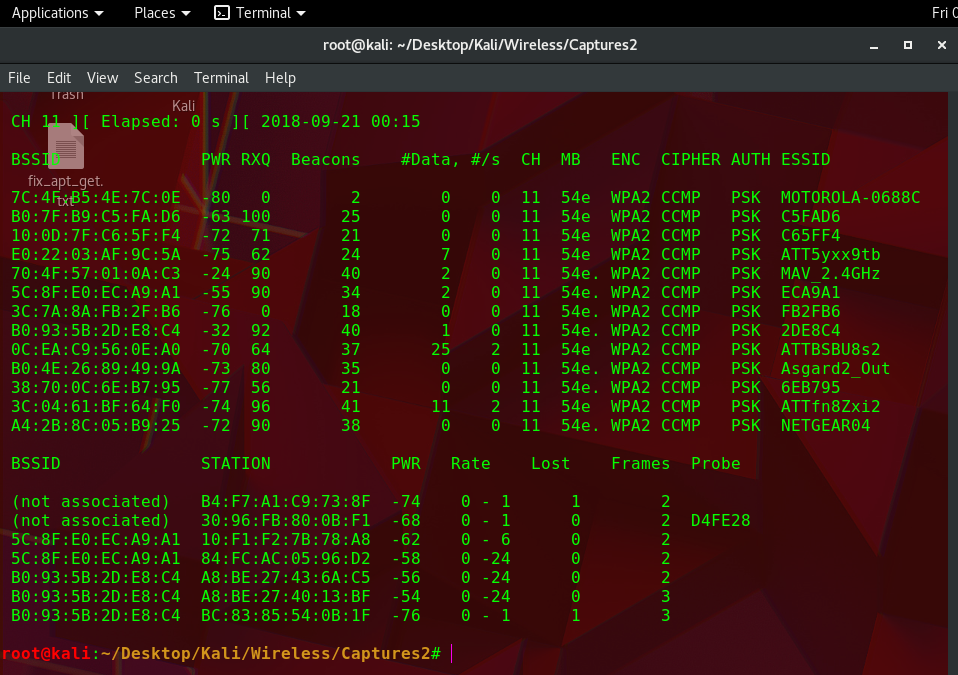 Applications Places Terminal Fri 0
root@kali: ~/Desktop/Kali/Wireless/Captures2
File Edit View Search Terminal Help
Trash
Kali
CH 11 ][ Elapsed: 0 s ][ 2018-09-21 00:15
BSSID PWR RXQ Beacons #Data, #/s CH MB ENC CIPHER AUTH ESSID
fix_apt_get.
txt
7C:4F:B5:4E:7C:0E -80 0 2 0 0 11 54e WPA2 CCMP PSK MOTOROLA-0688C
B0:7F:B9:C5:FA:D6 -63 100 25 0 0 11 54e WPA2 CCMP PSK C5FAD6
10:0D:7F:C6:5F:F4 -72 71 21 0 0 11 54e WPA2 CCMP PSK C65FF4
E0:22:03:AF:9C:5A -75 62 24 7 0 11 54e WPA2 CCMP PSK ATT5yxx9tb
70:4F:57:01:0A:C3 -24 90 40 2 0 11 54e. WPA2 CCMP PSK MAV_2.4GHz
5C:8F:E0:EC:A9:A1 -55 90 34 2 0 11 54e. WPA2 CCMP PSK ECA9A1
3C:7A:8A:FB:2F:B6 -76 0 18 0 0 11 54e. WPA2 CCMP PSK FB2FB6
B0:93:5B:2D:E8:C4 -32 92 40 1 0 11 54e. WPA2 CCMP PSK 2DE8C4
0C:EA:C9:56:0E:A0 -70 64 37 25 2 11 54e WPA2 CCMP PSK ATTBSBU8s2
B0:4E:26:89:49:9A -73 80 35 0 0 11 54e. WPA2 CCMP PSK Asgard2_Out
38:70:0C:6E:B7:95 -77 56 21 0 0 11 54e. WPA2 CCMP PSK 6EB795
3C:04:61:BF:64:F0 -74 96 41 11 2 11 54e WPA2 CCMP PSK ATTfn8Zxi2
A4:2B:8C:05:B9:25 -72 90 38 0 0 11 54e. WPA2 CCMP PSK NETGEAR04
BSSID STATION PWR Rate Lost Frames Probe
(not associated) B4:F7:A1:C9:73:8F -74 0 - 1 1 2
(not associated) 30:96:FB:80:0B:F1 -68 0 - 1 0 2 D4FE28
5C:8F:E0:EC:A9:A1 10:F1:F2:7B:78:A8 -62 0 - 6 0 2
5C:8F:E0:EC:A9:A1 84:FC:AC:05:96:D2 -58 0 -24 0 2
B0:93:5B:2D:E8:C4 A8:BE:27:43:6A:C5 -56 0 -24 0 2
B0:93:5B:2D:E8:C4 A8:BE:27:40:13:BF -54 0 -24 0 3
B0:93:5B:2D:E8:C4 BC:83:85:54:0B:1F -76 0 - 1 1 3
root@kali:~/Desktop/Kali/Wireless/Captures2#